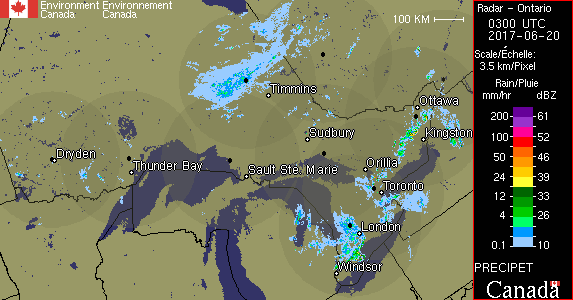 Environment Environnement
Canada Canada
100 KM
Timmins
Ottawa
Sudbury
Kingston
Dryden
Thunder Bay
Sault Ste. Marie
Orillia
Toronto
London
Windsor
Radar - Ontario
0300 UTC
2017-06-20
Scale/Échelle:
3.5 km/Pixel
Rain/Pluie
mm/hr dBZ
200 61
100 56
50 52
50 46
24 39
12 33
4 26
0.1 10
PRECIPET
Canada